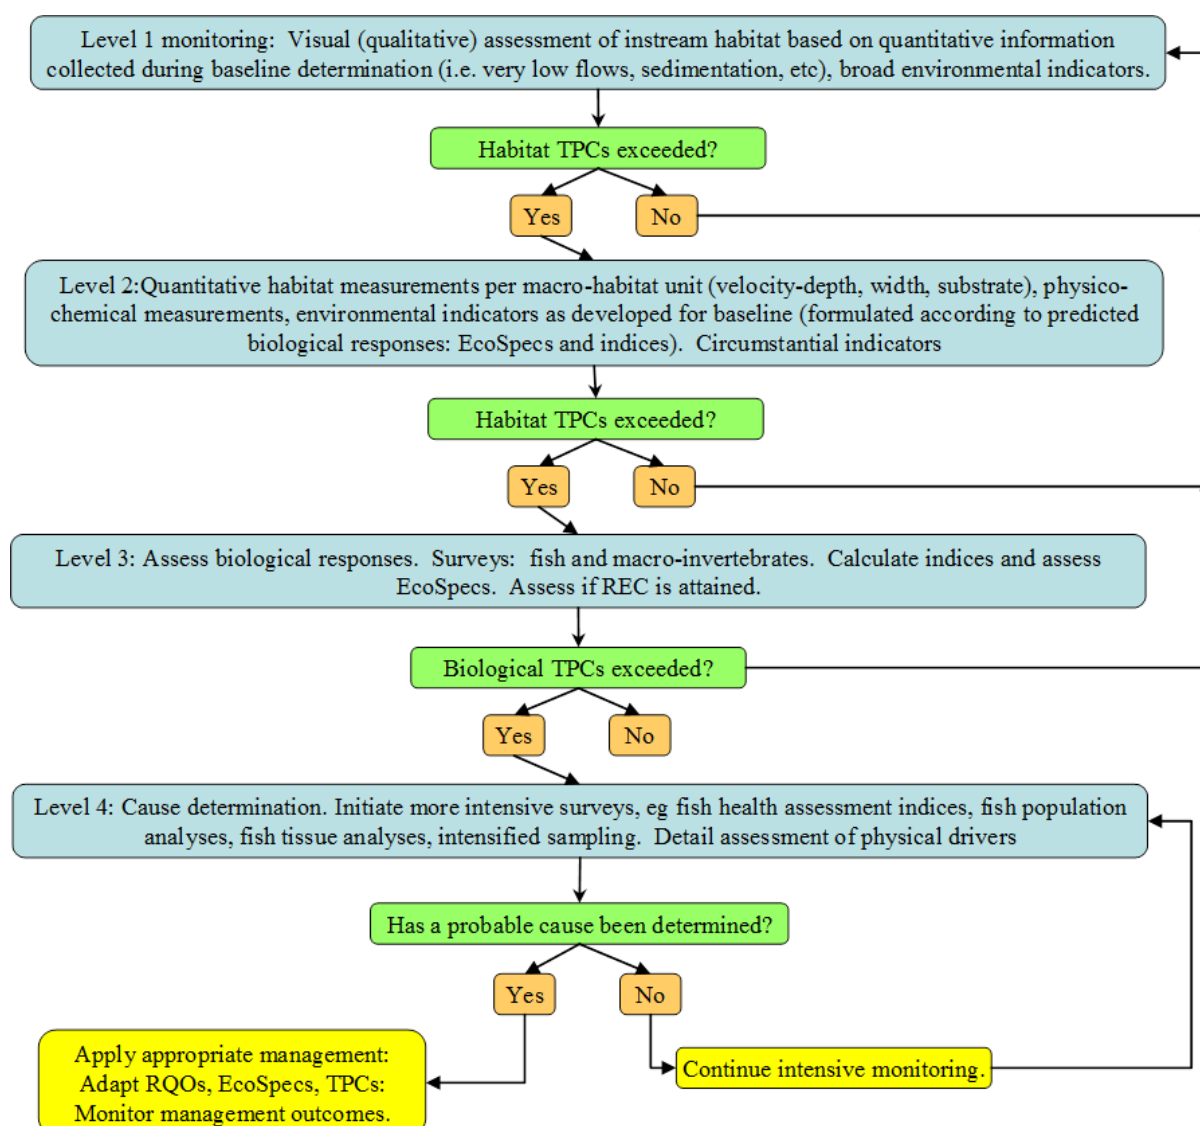 Level 1 monitoring:  Visual (qualitative) assessment of instream habitat based on quantitative information
collected during baseline determination (i.e. very low flows, sedimentation, etc), broad environmental indicators.
Habitat TPCs exceeded?
Yes
No
Level 2:Quantitative habitat measurements per macro-habitat unit (velocity-depth, width, substrate), physico-
chemical measurements, environmental indicators as developed for baseline (formulated according to predicted
biological responses: EcoSpecs and indices).  Circumstantial indicators
Habitat TPCs exceeded?
Yes
No
Level 3: Assess biological responses.  Surveys:  fish and macro-invertebrates.  Calculate indices and assess
EcoSpecs.  Assess if REC is attained.
Biological TPCs exceeded?
Yes
No
Level 4: Cause determination. Initiate more intensive surveys, eg fish health assessment indices, fish population
analyses, fish tissue analyses, intensified sampling.  Detail assessment of physical drivers
Has a probable cause been determined?
Yes
No
Apply appropriate management:
Adapt RQOs, EcoSpecs, TPCs:
Monitor management outcomes.
Continue intensive monitoring.